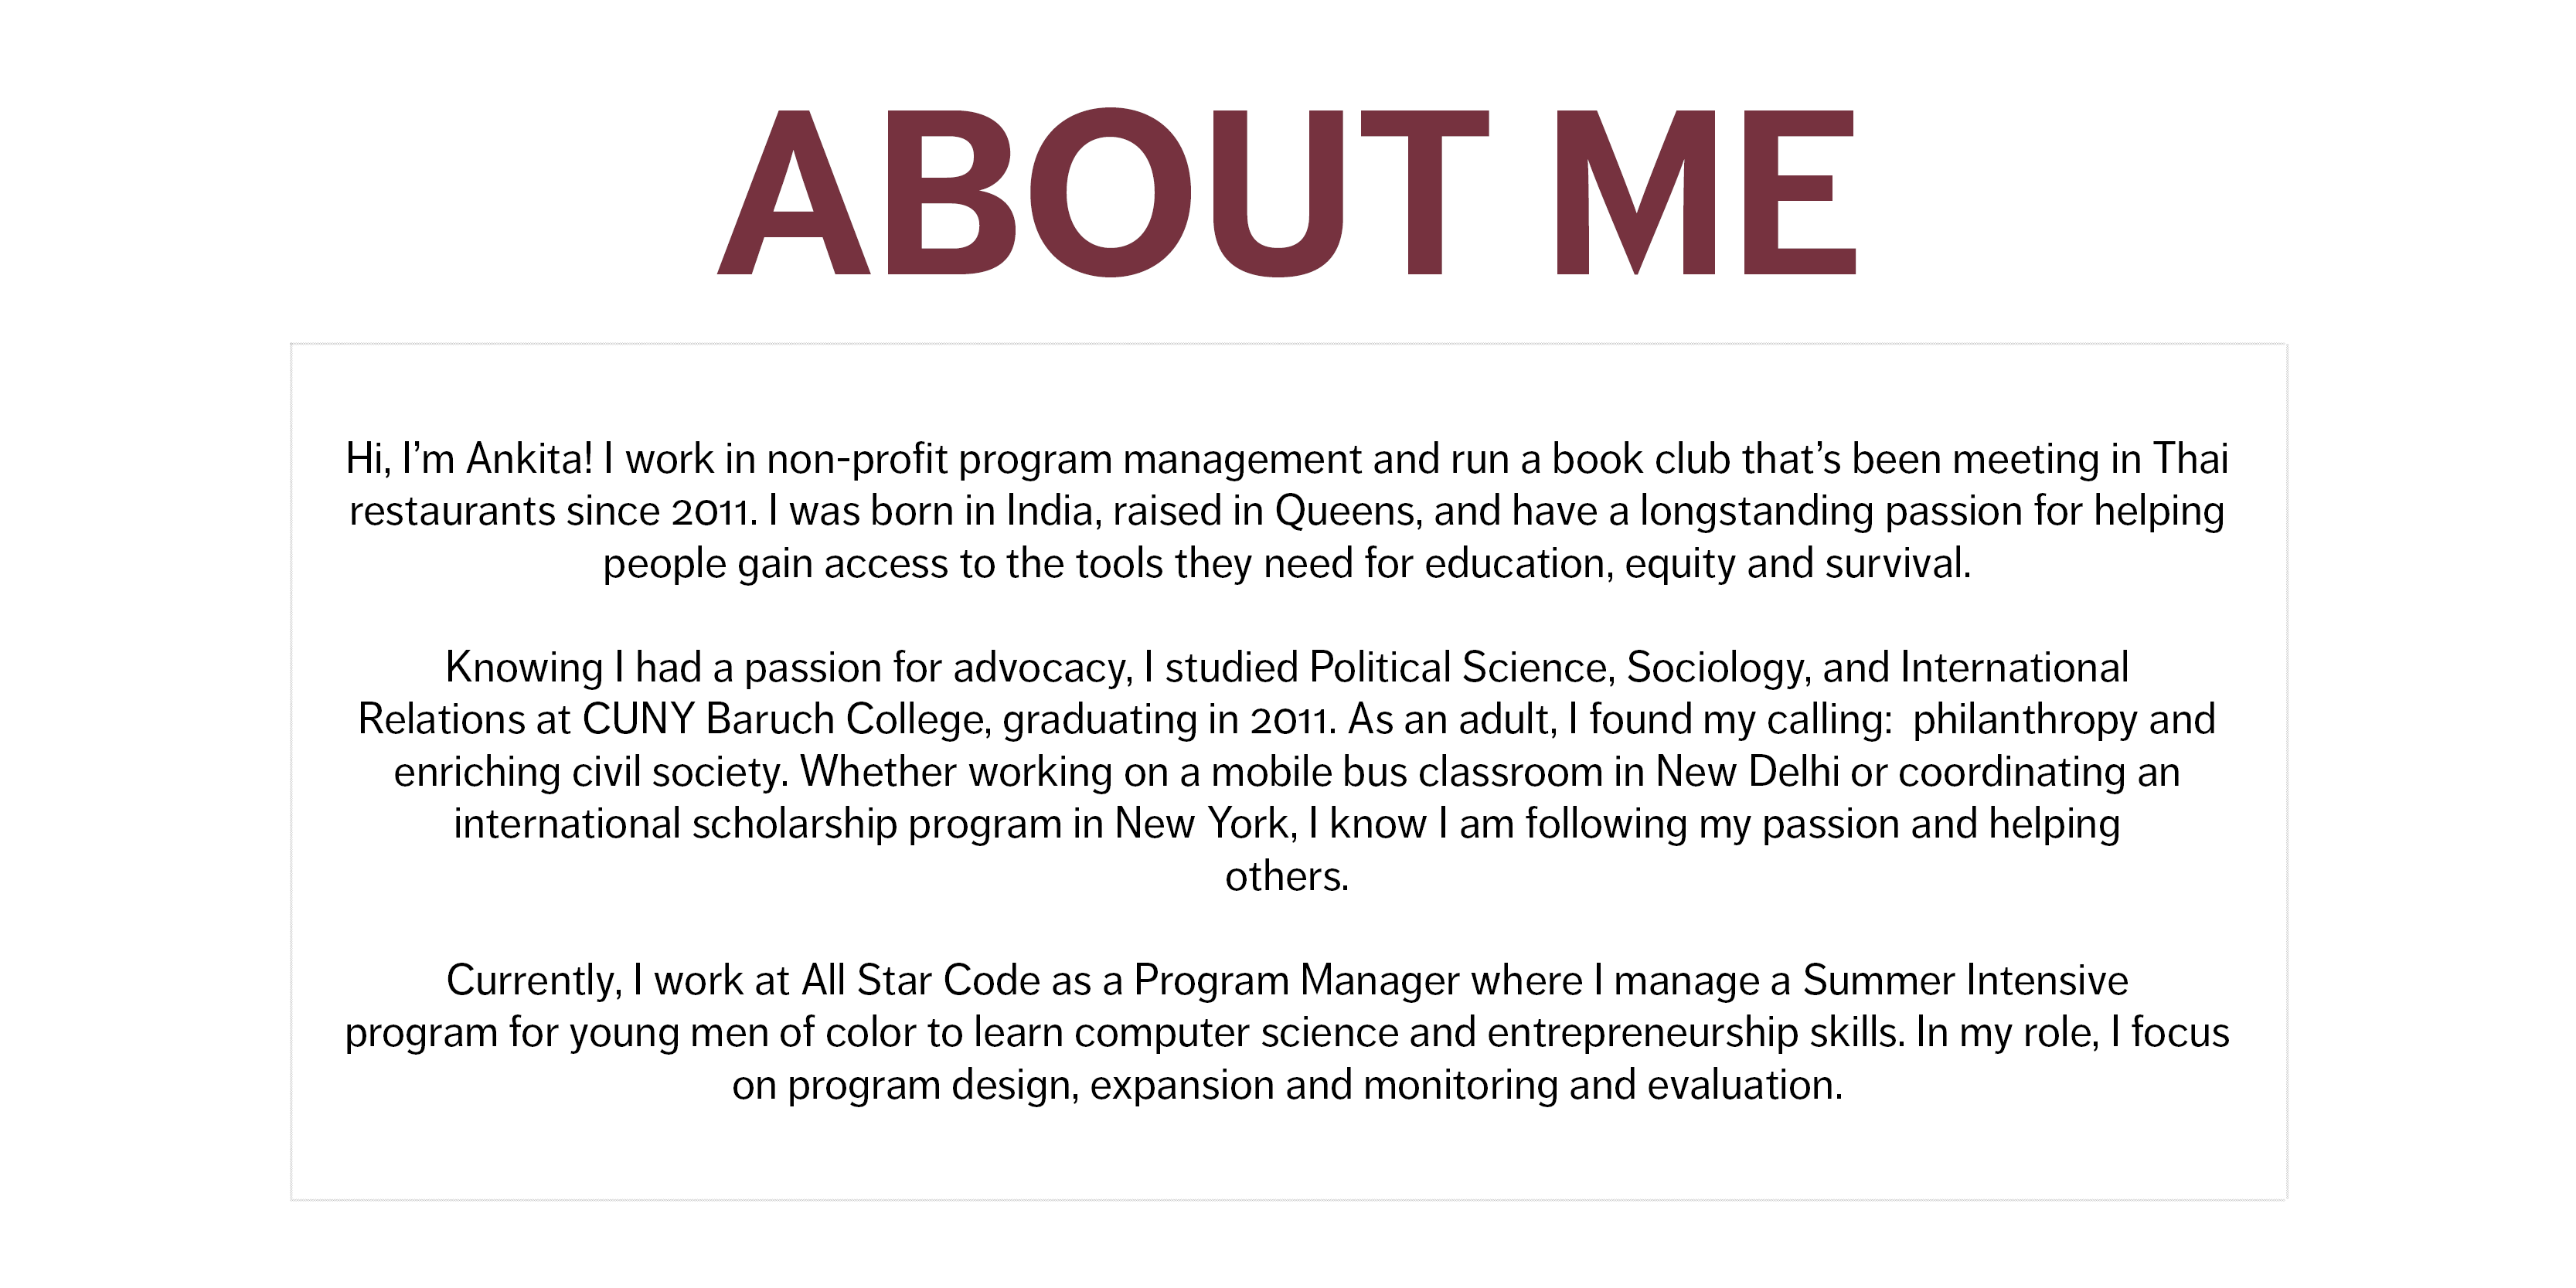 ABOUT ME
Hi, I’m Ankita! I work in non-profit program management and run a book club that’s been meeting in Thai
restaurants since 2011. I was born in India, raised in Queens, and have a longstanding passion for helping
people gain access to the tools they need for education, equity and survival.
Knowing I had a passion for advocacy, I studied Political Science, Sociology, and International
Relations at CUNY Baruch College, graduating in 2011. As an adult, I found my calling:  philanthropy and
enriching civil society. Whether working on a mobile bus classroom in New Delhi or coordinating an
international scholarship program in New York, I know I am following my passion and helping
others.
Currently, I work at All Star Code as a Program Manager where I manage a Summer Intensive
program for young men of color to learn computer science and entrepreneurship skills. In my role, I focus
on program design, expansion and monitoring and evaluation.